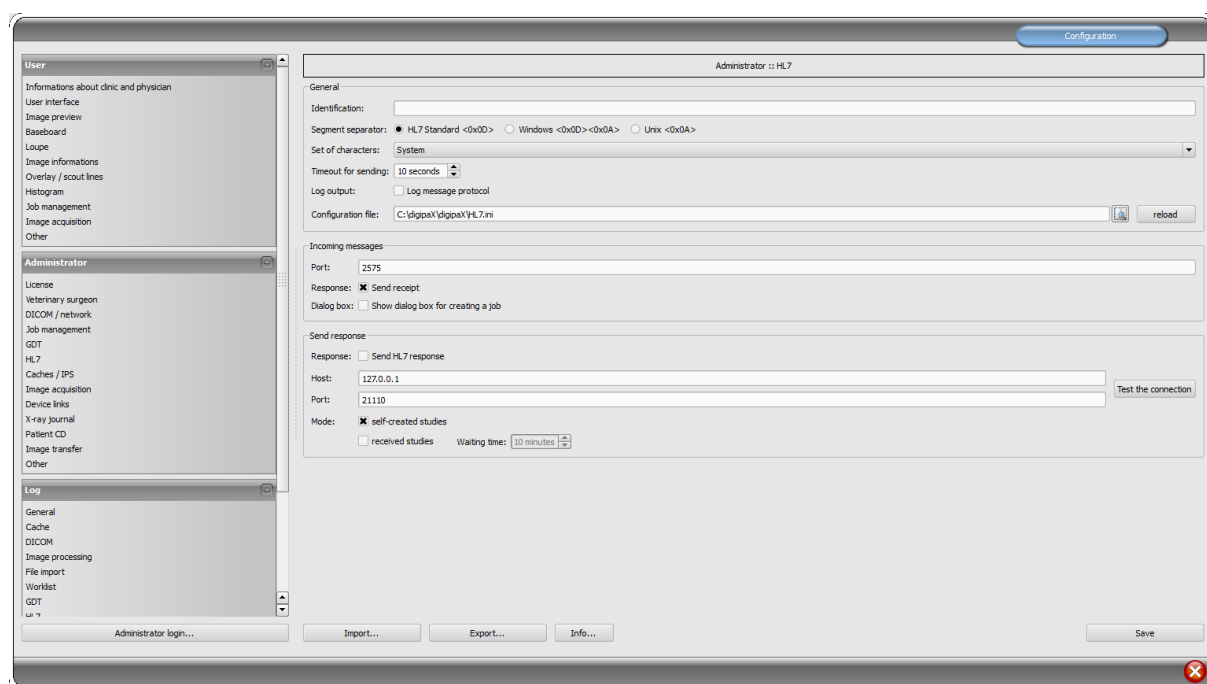 Configuration
User
Informations about clinic and physician
User interface
Image preview
Baseboard
Loupe
Image informations
Overlay / scout lines
Histogram
Job management
Image acquisition
Other
Administrator
License
Veterinary surgeon
DICOM / network
Job management
GDT
HL7
Caches / IPS
Image acquisition
Device links
X-ray journal
Patient CD
Image transfer
Other
Log
General
Cache
DICOM
Image processing
File import
Worklist
GDT
HL7
Administrator login...
Administrator :: HL7
General
Identification:
Segment separator: HL7 Standard <0x0D> Windows <0x0D><0x0A> Unix <0x0A>
Set of characters: System
Timeout for sending: 10 seconds
Log output: Log message protocol
Configuration file: C:\digipaX\digipaX\HL7.ini reload
Incoming messages
Port: 2575
Response: Send receipt
Dialog box: Show dialog box for creating a job
Send response
Response: Send HL7 response
Host: 127.0.0.1
Port: 21110
Test the connection
Mode: self-created studies
received studies Waiting time: 10 minutes
Import... Export... Info... Save